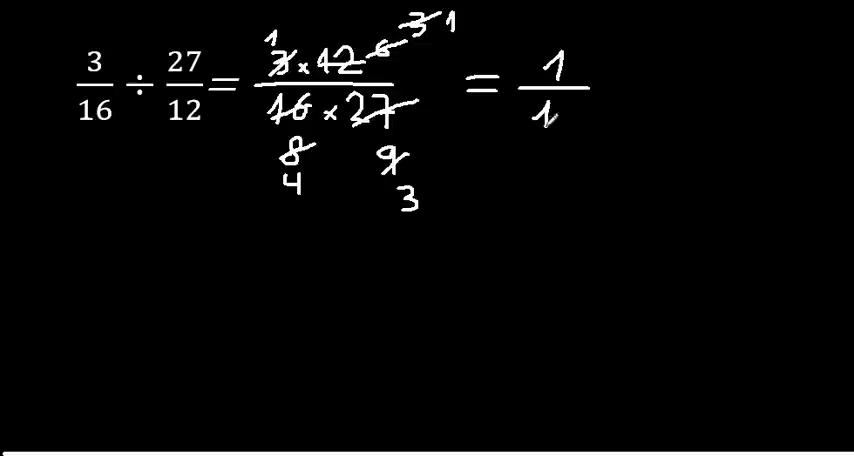 3 1
1 6
3/16 ÷ 27/12 = 3 × 12 / 16 × 27 = 1/1
8 9
4 3